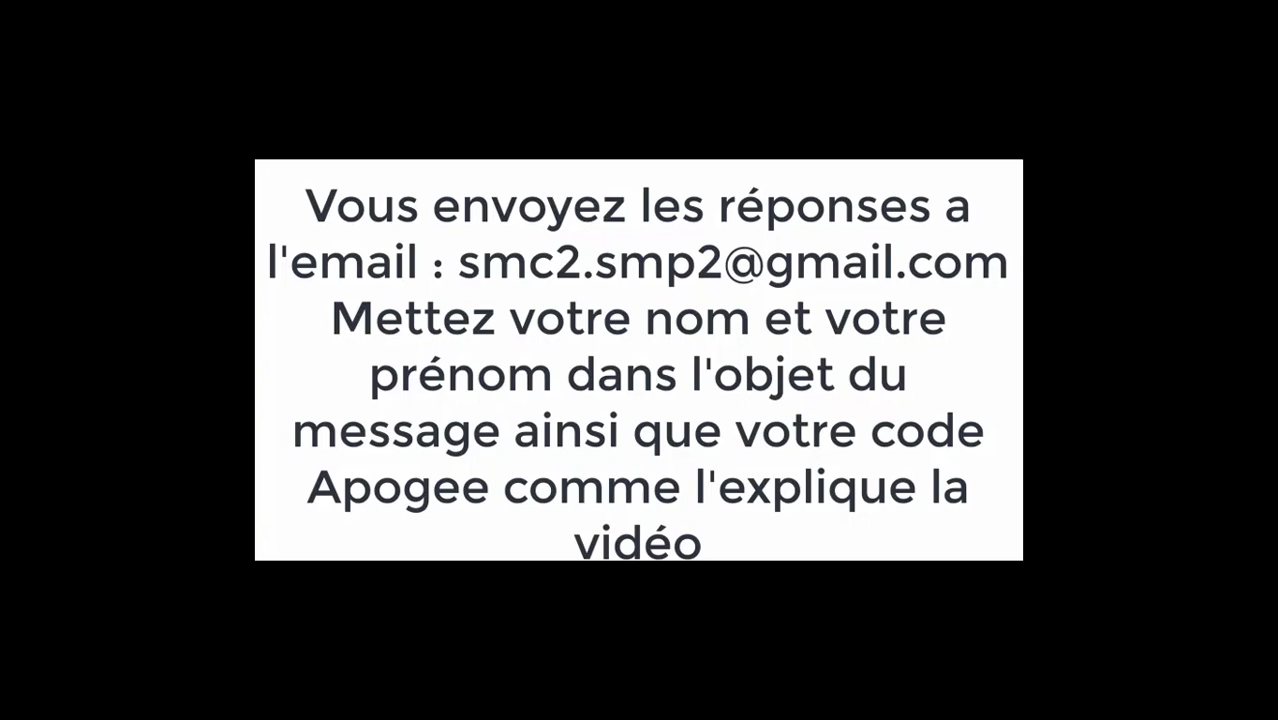 Vous envoyez les réponses a
l'email : smc2.smp2@gmail.com
Mettez votre nom et votre
prénom dans l'objet du
message ainsi que votre code
Apogee comme l'explique la
vidéo